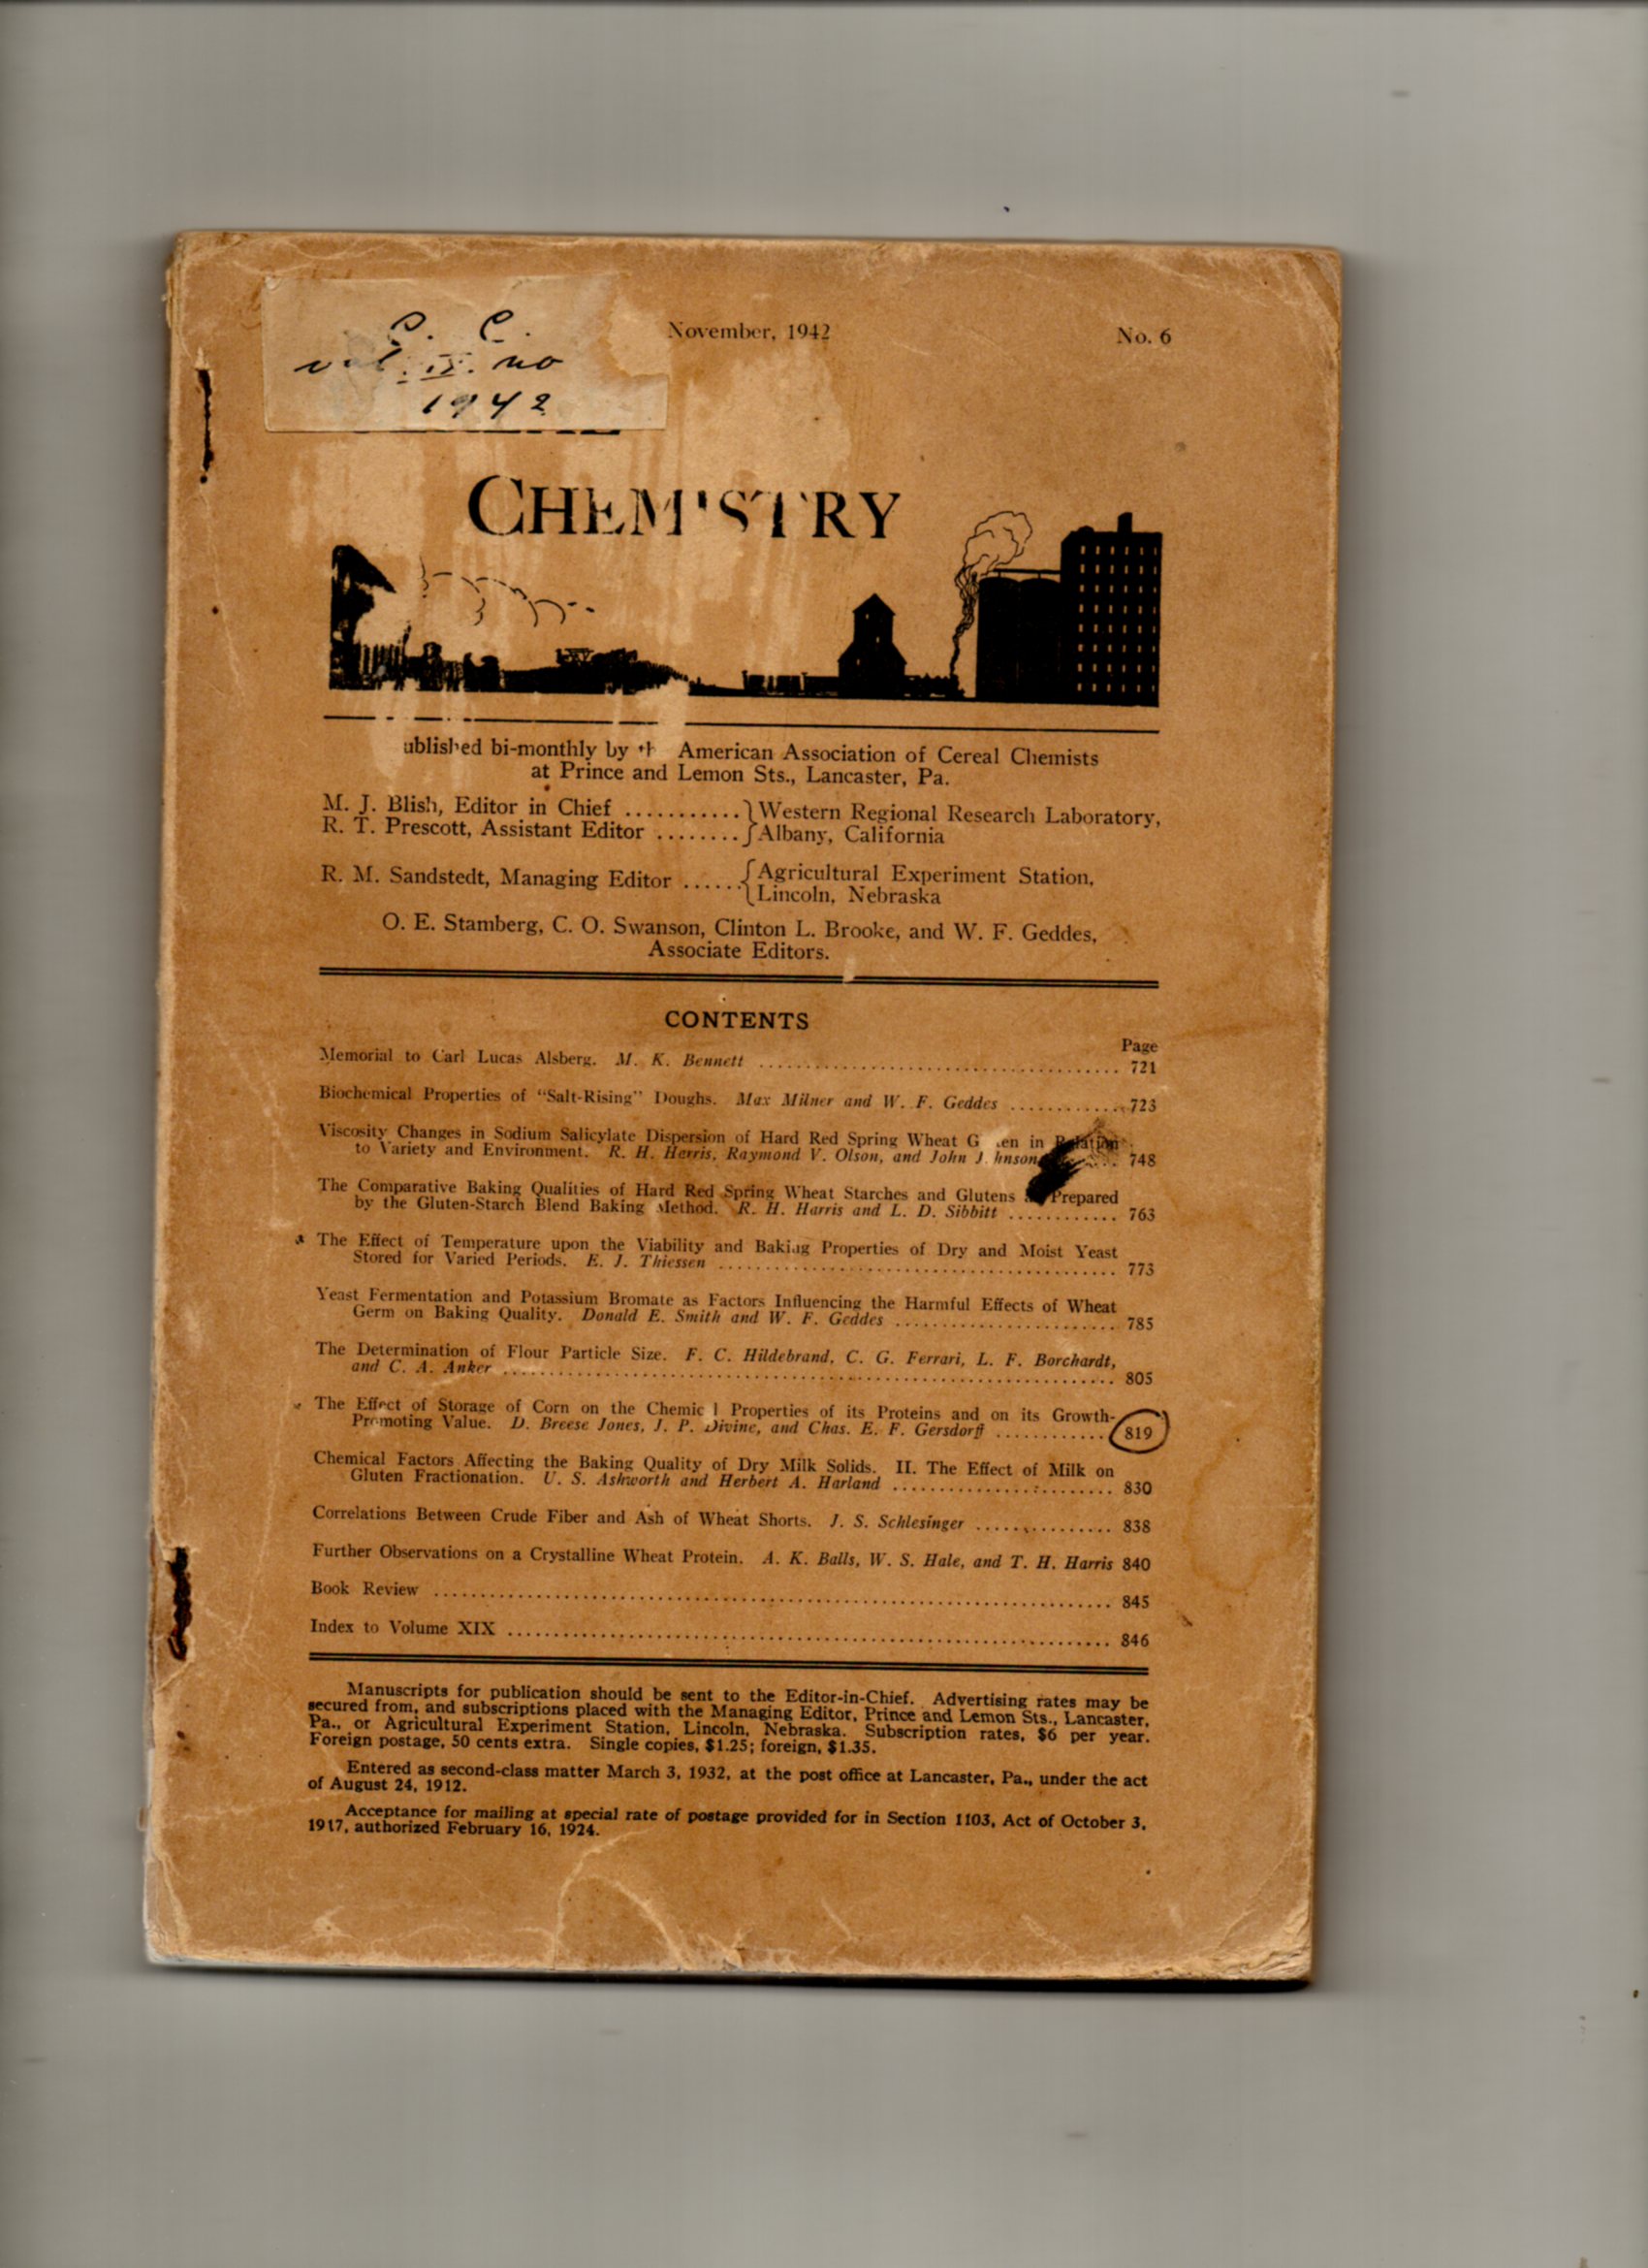 C. C.
vol. IX. no
1942
November, 1942
No. 6
CHEMISTRY
ublished bi-monthly by th American Association of Cereal Chemists
at Prince and Lemon Sts., Lancaster, Pa.
M. J. Blish, Editor in Chief ........... } Western Regional Research Laboratory,
R. T. Prescott, Assistant Editor ........ } Albany, California
R. M. Sandstedt, Managing Editor ...... { Agricultural Experiment Station,
Lincoln, Nebraska
O. E. Stamberg, C. O. Swanson, Clinton L. Brooke, and W. F. Geddes,
Associate Editors.
CONTENTS
Page
Memorial to Carl Lucas Alsberg. M. K. Bennett ........ 721
Biochemical Properties of "Salt-Rising" Doughs. Max Milner and W. F. Geddes ........ 723
Viscosity Changes in Sodium Salicylate Dispersion of Hard Red Spring Wheat G en in Relation
to Variety and Environment. R. H. Harris, Raymond V. Olson, and John J hnson .... 748
The Comparative Baking Qualities of Hard Red Spring Wheat Starches and Glutens Prepared
by the Gluten-Starch Blend Baking Method. R. H. Harris and L. D. Sibbitt ........ 763
The Effect of Temperature upon the Viability and Baking Properties of Dry and Moist Yeast
Stored for Varied Periods. E. J. Thiessen ........ 773
Yeast Fermentation and Potassium Bromate as Factors Influencing the Harmful Effects of Wheat
Germ on Baking Quality. Donald E. Smith and W. F. Geddes ........ 785
The Determination of Flour Particle Size. F. C. Hildebrand, C. G. Ferrari, L. F. Borchardt,
and C. A. Anker ........ 805
The Effect of Storage of Corn on the Chemic l Properties of its Proteins and on its Growth-
Promoting Value. D. Breese Jones, J. P. Divine, and Chas. E. F. Gersdorff ........ 819
Chemical Factors Affecting the Baking Quality of Dry Milk Solids. II. The Effect of Milk on
Gluten Fractionation. U. S. Ashworth and Herbert A. Harland ........ 830
Correlations Between Crude Fiber and Ash of Wheat Shorts. J. S. Schlesinger ........ 838
Further Observations on a Crystalline Wheat Protein. A. K. Balls, W. S. Hale, and T. H. Harris 840
Book Review ........ 845
Index to Volume XIX ........ 846
Manuscripts for publication should be sent to the Editor-in-Chief. Advertising rates may be
secured from, and subscriptions placed with the Managing Editor, Prince and Lemon Sts., Lancaster,
Pa., or Agricultural Experiment Station, Lincoln, Nebraska. Subscription rates, $6 per year.
Foreign postage, 50 cents extra. Single copies, $1.25; foreign, $1.35.
Entered as second-class matter March 3, 1932, at the post office at Lancaster, Pa., under the act
of August 24, 1912.
Acceptance for mailing at special rate of postage provided for in Section 1103, Act of October 3,
1917, authorized February 16, 1924.